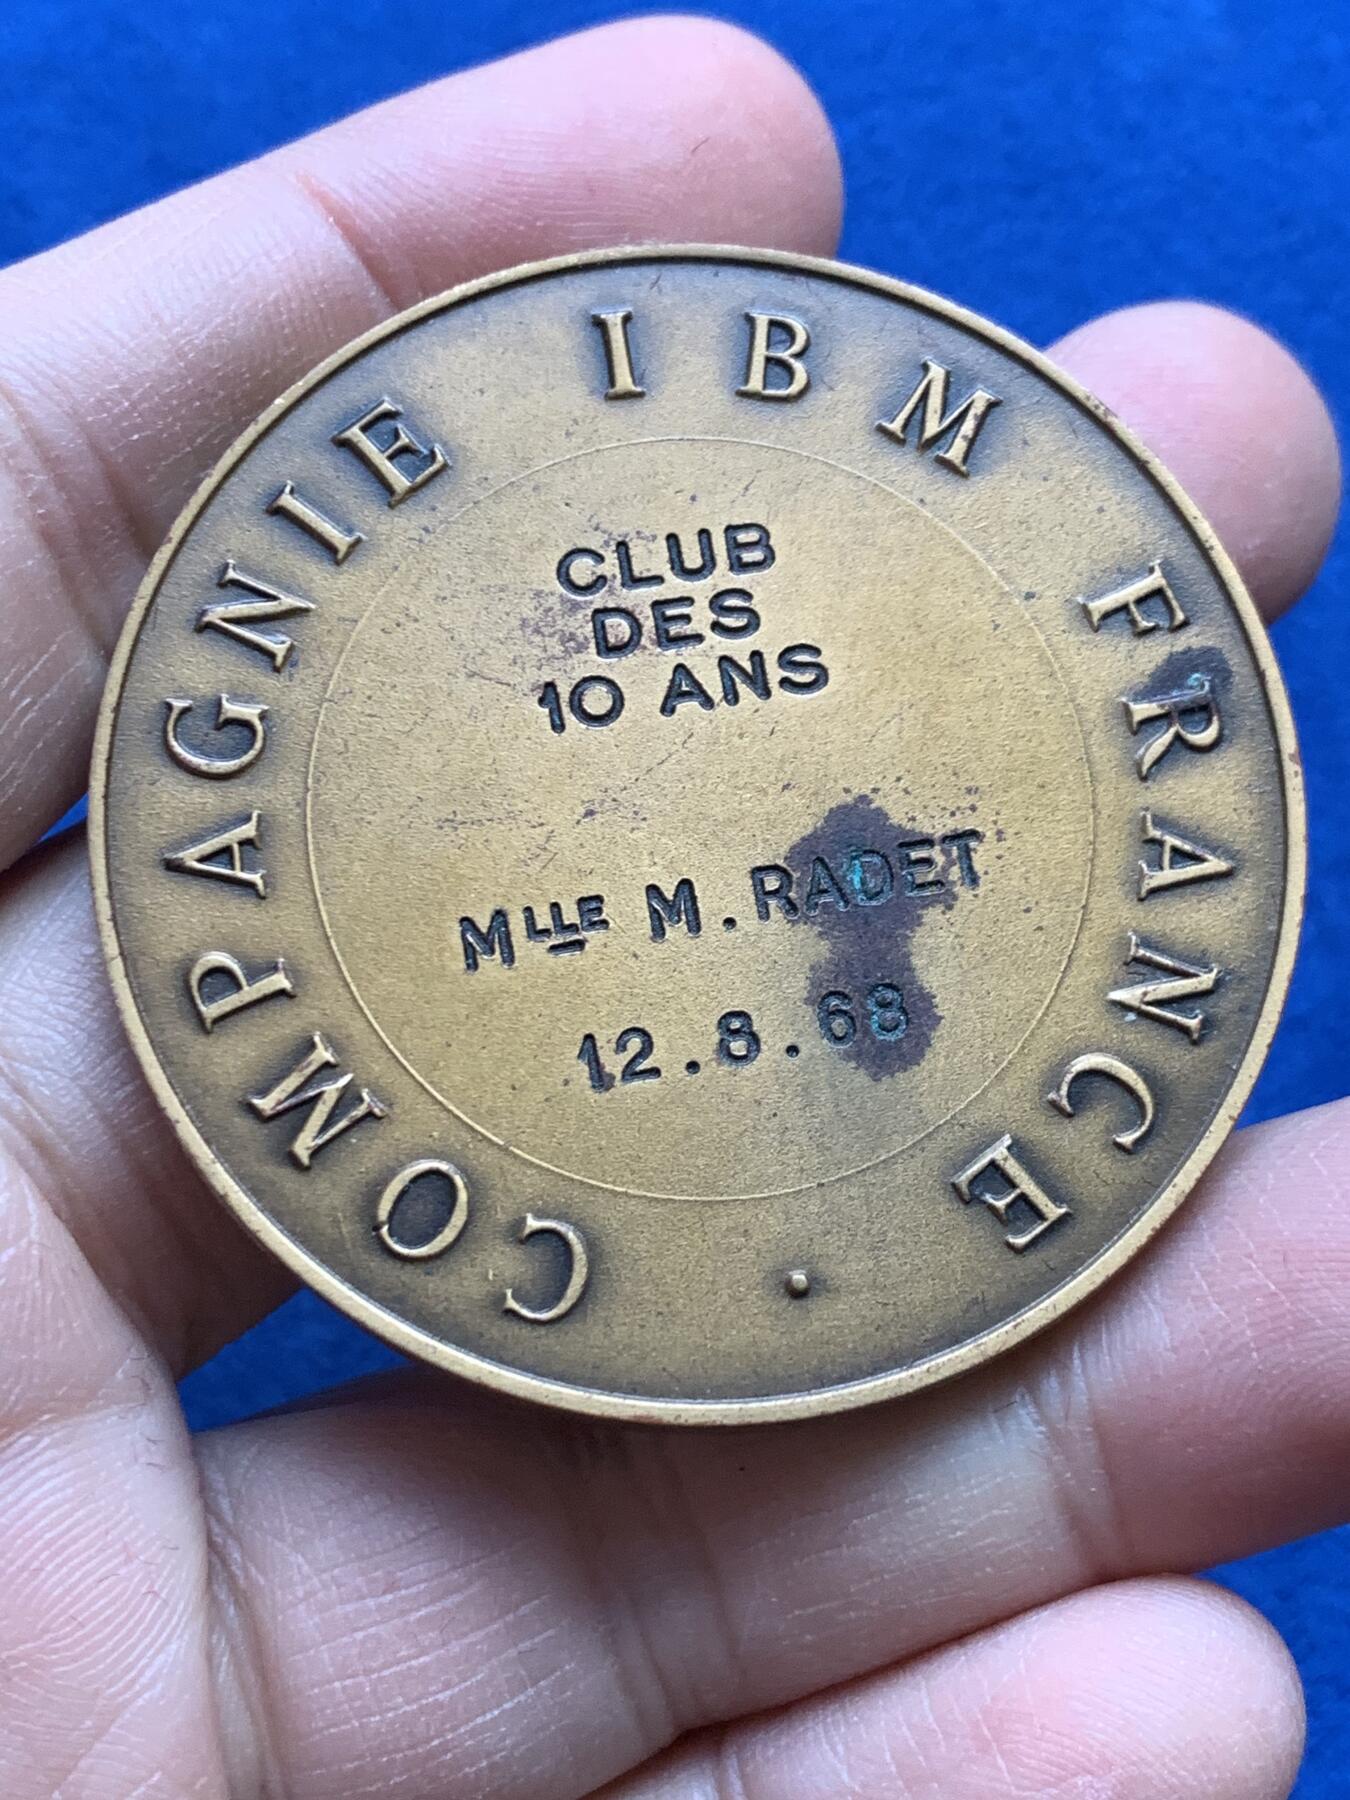 COMPAGNIE IBM FRANCE .
CLUB
DES
10 ANS
MLLE M. RADET
12.8.68